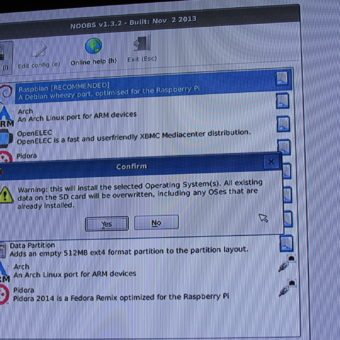 NOOBS v1.3.2 - Built: Nov 2 2013
(i)
Edit config (e)
Online help (h)
Exit (Esc)
Raspbian [RECOMMENDED]
A Debian wheezy port, optimised for the Raspberry Pi
Arch
An Arch Linux port for ARM devices
OpenELEC
OpenELEC is a fast and userfriendly XBMC Mediacenter distribution.
Pidora
Confirm
Warning: this will install the selected Operating System(s). All existing
data on the SD card will be overwritten, including any OSes that are
already installed.
Yes
No
Data Partition
Adds an empty 512MB ext4 format partition to the partition layout.
Arch
An Arch Linux port for ARM devices
Pidora
Pidora 2014 is a Fedora Remix optimized for the Raspberry Pi